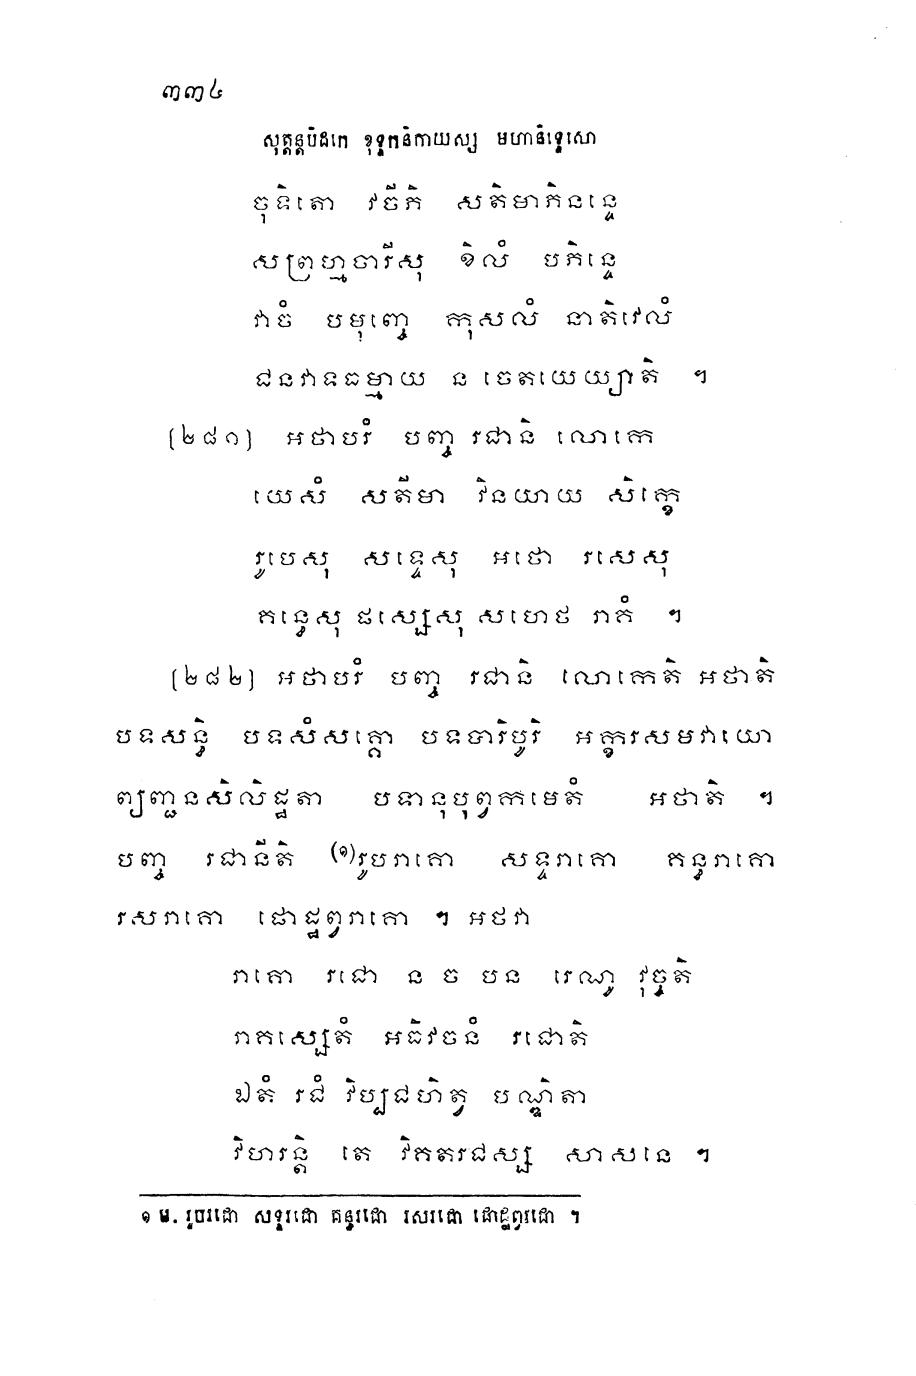 ៣៣៤
សុត្តន្តបិដកេ ខុទ្ទកនិកាយស្ស មហានិទ្ទេសោ
ចុទិតោ វចីភិ សតិមាភិនន្ទេ
សព្រហ្មចារីសុ ខិលំ បភិន្ទេ
វាចំ បមុញ្ចេ កុសលំ នាតិវេលំ
ជនវាទធម្មាយ ន ចេតយេយ្យាតិ ។
[២៨១] អថាបរំ បញ្ច រជានិ លោកេ
យេសំ សតីមា វិនយាយ សិក្ខេ
រូបេសុ សទ្ទេសុ អថោ រសេសុ
គន្ធេសុ ផស្សេសុ សហេថ រាគំ ។
[២៨២] អថាបរំ បញ្ច រជានិ លោកេតិ អថាតិ
បទសន្ធិ បទសំសគ្គោ បទបារិបូរិ អក្ខរសមវាយោ
ព្យញ្ជនសិលិដ្ឋតា បទានុបុព្វកមេតំ អថាតិ ។
បញ្ច រជានីតិ (១)រូបរាគោ សទ្ទរាគោ គន្ធរាគោ
រសរាគោ ផោដ្ឋព្វរាគោ ។ អថវា
រាគោ រជោ ន ច បន រេណុ វុច្ចតិ
រាគស្សេតំ អធិវចនំ រជោតិ
ឯតំ រជំ វិប្បជហិត្វ បណ្ឌិតា
វិហរន្តិ តេ វិគតរជស្ស សាសនេ ។
១ ម. រូបរជោ សទ្ទរជោ គន្ធរជោ រសរជោ ផោដ្ឋព្វរជោ ។